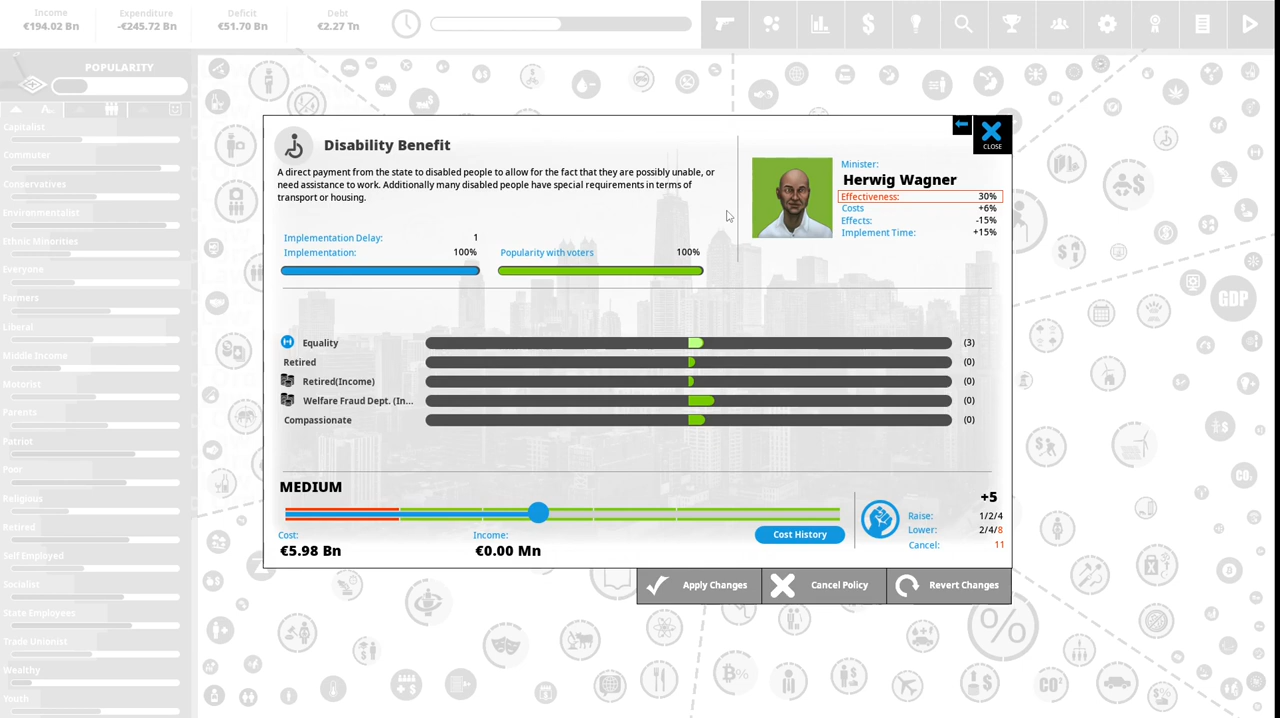 Income Expenditure Deficit Debt
€194.02 Bn -€245.72 Bn €51.70 Bn €2.27 Tn
POPULARITY
Capitalist
Commuter
Conservatives
Environmentalist
Ethnic Minorities
Everyone
Farmers
Liberal
Middle Income
Motorist
Parents
Patriot
Poor
Religious
Retired
Self Employed
Socialist
State Employees
Trade Unionist
Wealthy
Youth
Disability Benefit
A direct payment from the state to disabled people to allow for the fact that they are possibly unable, or
need assistance to work. Additionally many disabled people have special requirements in terms of
transport or housing.
Implementation Delay: 1
Implementation: 100% Popularity with voters 100%
CLOSE
Minister:
Herwig Wagner
Effectiveness: 30%
Costs +6%
Effects: -15%
Implement Time: +15%
Equality (3)
Retired (0)
Retired(Income) (0)
Welfare Fraud Dept. (In... (0)
Compassionate (0)
MEDIUM
Cost: Income:
€5.98 Bn €0.00 Mn
Cost History
+5
Raise: 1/2/4
Lower: 2/4/8
Cancel: 11
Apply Changes Cancel Policy Revert Changes
GDP
CO²
CO²